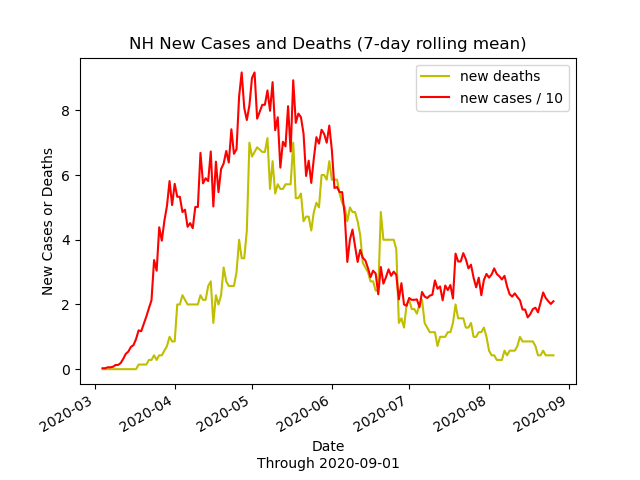 NH New Cases and Deaths (7-day rolling mean)
new deaths
new cases / 10
New Cases or Deaths
8
6
4
2
0
2020-03
2020-04
2020-05
2020-06
2020-07
2020-08
2020-09
Date
Through 2020-09-01